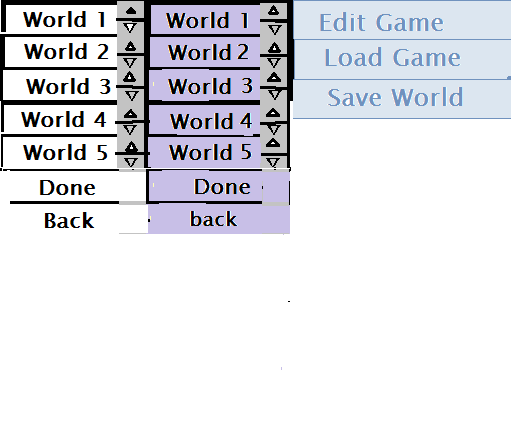 World 1
World 2
World 3
World 4
World 5
Done
Back
World 1
World 2
World 3
World 4
World 5
Done
back
Edit Game
Load Game
Save World